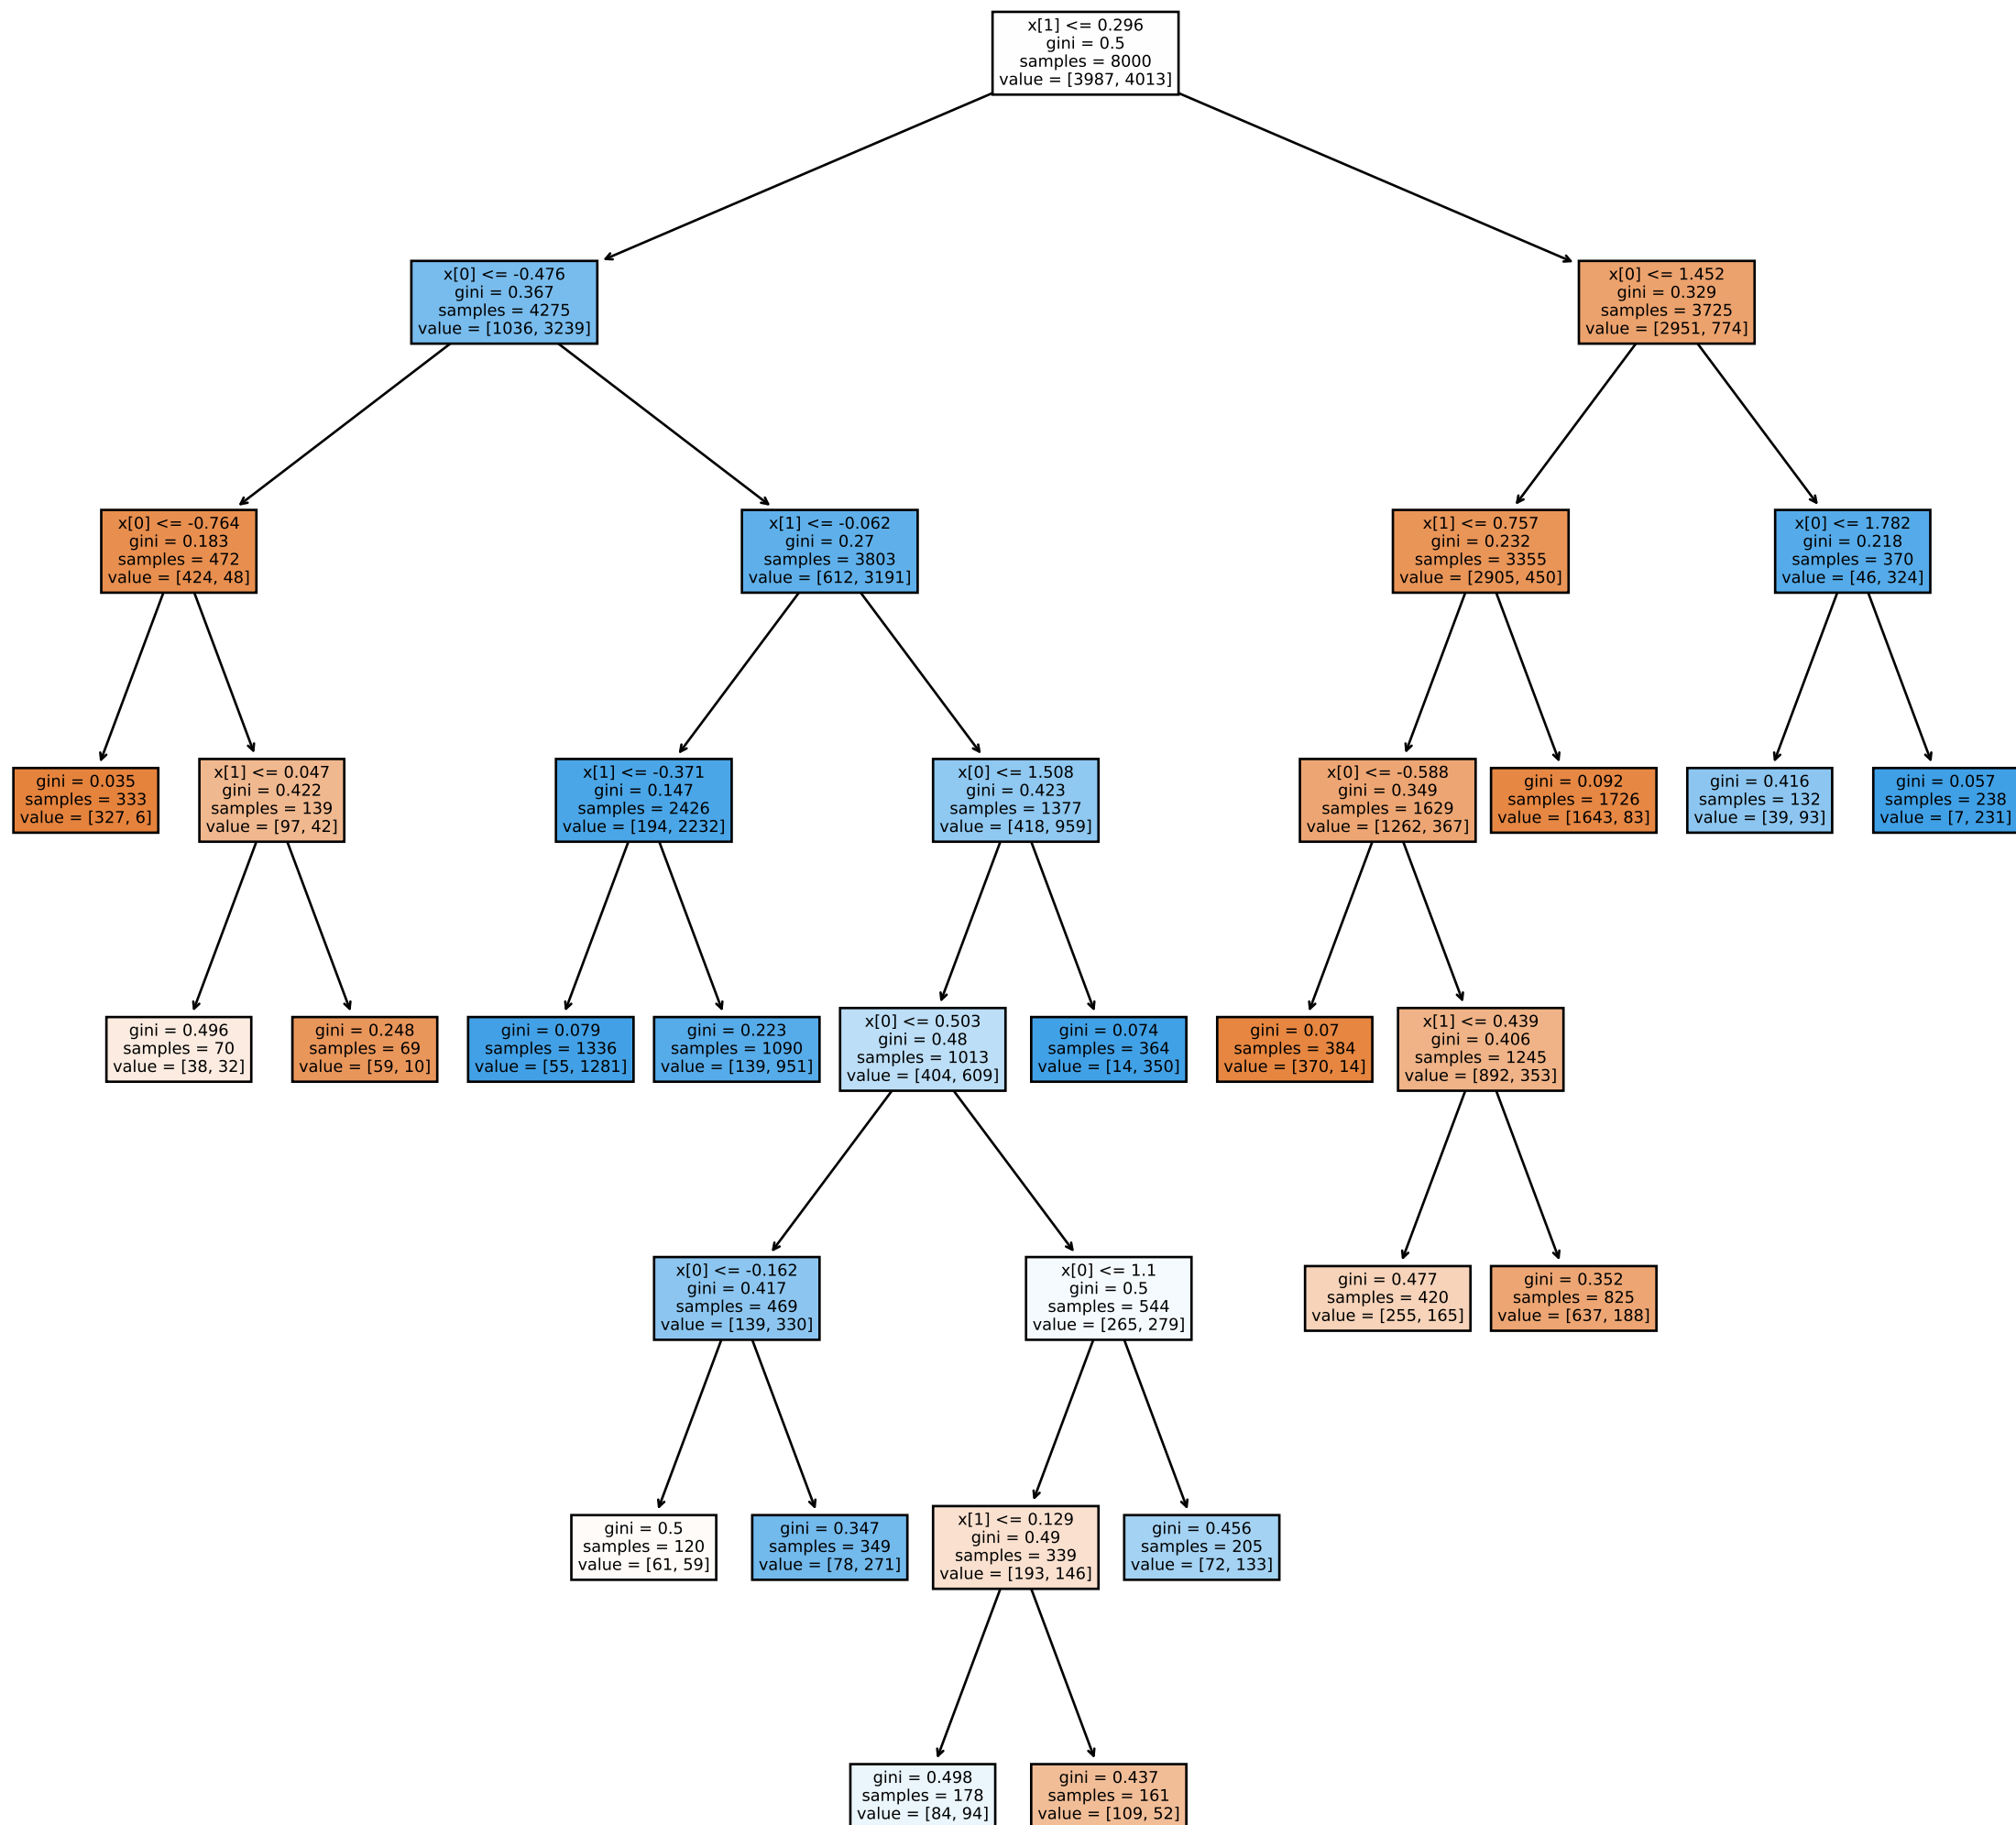 x[1] <= 0.296
gini = 0.5
samples = 8000
value = [3987, 4013]
x[0] <= -0.476
gini = 0.367
samples = 4275
value = [1036, 3239]
x[0] <= 1.452
gini = 0.329
samples = 3725
value = [2951, 774]
x[0] <= -0.764
gini = 0.183
samples = 472
value = [424, 48]
x[1] <= -0.062
gini = 0.27
samples = 3803
value = [612, 3191]
x[1] <= 0.757
gini = 0.232
samples = 3355
value = [2905, 450]
x[0] <= 1.782
gini = 0.218
samples = 370
value = [46, 324]
gini = 0.035
samples = 333
value = [327, 6]
x[1] <= 0.047
gini = 0.422
samples = 139
value = [97, 42]
x[1] <= -0.371
gini = 0.147
samples = 2426
value = [194, 2232]
x[0] <= 1.508
gini = 0.423
samples = 1377
value = [418, 959]
x[0] <= -0.588
gini = 0.349
samples = 1629
value = [1262, 367]
gini = 0.092
samples = 1726
value = [1643, 83]
gini = 0.416
samples = 132
value = [39, 93]
gini = 0.057
samples = 238
value = [7, 231]
gini = 0.496
samples = 70
value = [38, 32]
gini = 0.248
samples = 69
value = [59, 10]
gini = 0.079
samples = 1336
value = [55, 1281]
gini = 0.223
samples = 1090
value = [139, 951]
x[0] <= 0.503
gini = 0.48
samples = 1013
value = [404, 609]
gini = 0.074
samples = 364
value = [14, 350]
gini = 0.07
samples = 384
value = [370, 14]
x[1] <= 0.439
gini = 0.406
samples = 1245
value = [892, 353]
x[0] <= -0.162
gini = 0.417
samples = 469
value = [139, 330]
x[0] <= 1.1
gini = 0.5
samples = 544
value = [265, 279]
gini = 0.477
samples = 420
value = [255, 165]
gini = 0.352
samples = 825
value = [637, 188]
gini = 0.5
samples = 120
value = [61, 59]
gini = 0.347
samples = 349
value = [78, 271]
x[1] <= 0.129
gini = 0.49
samples = 339
value = [193, 146]
gini = 0.456
samples = 205
value = [72, 133]
gini = 0.498
samples = 178
value = [84, 94]
gini = 0.437
samples = 161
value = [109, 52]